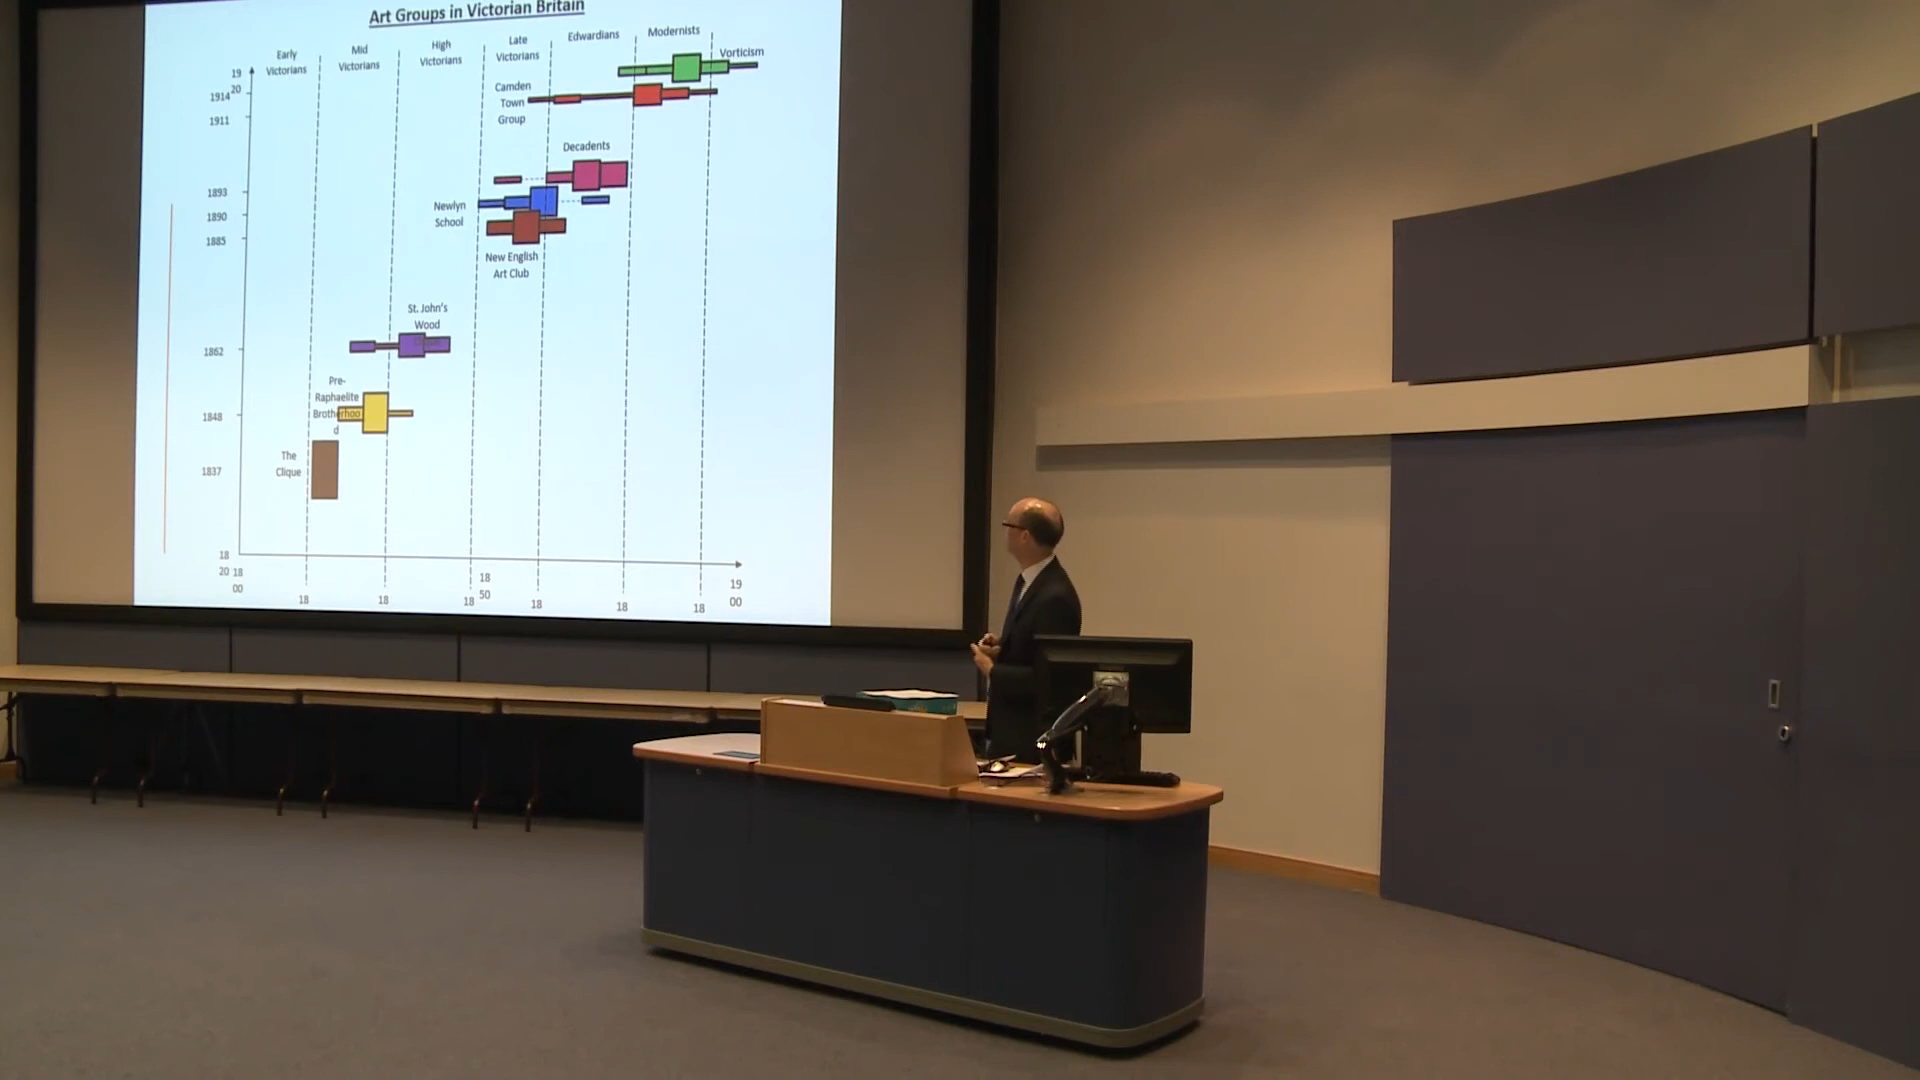 Art Groups in Victorian Britain
Early
Victorians
Mid
Victorians
High
Victorians
Late
Victorians
Edwardians
Modernists
Vorticism
19
20
1914
1911
Camden
Town
Group
Decadents
1893
1890
1885
Newlyn
School
New English
Art Club
St. John's
Wood
1862
Pre-
Raphaelite
Brotherhoo
d
1848
The
Clique
1837
18
20
18
00
18
18
18
18
50
18
18
18
19
00